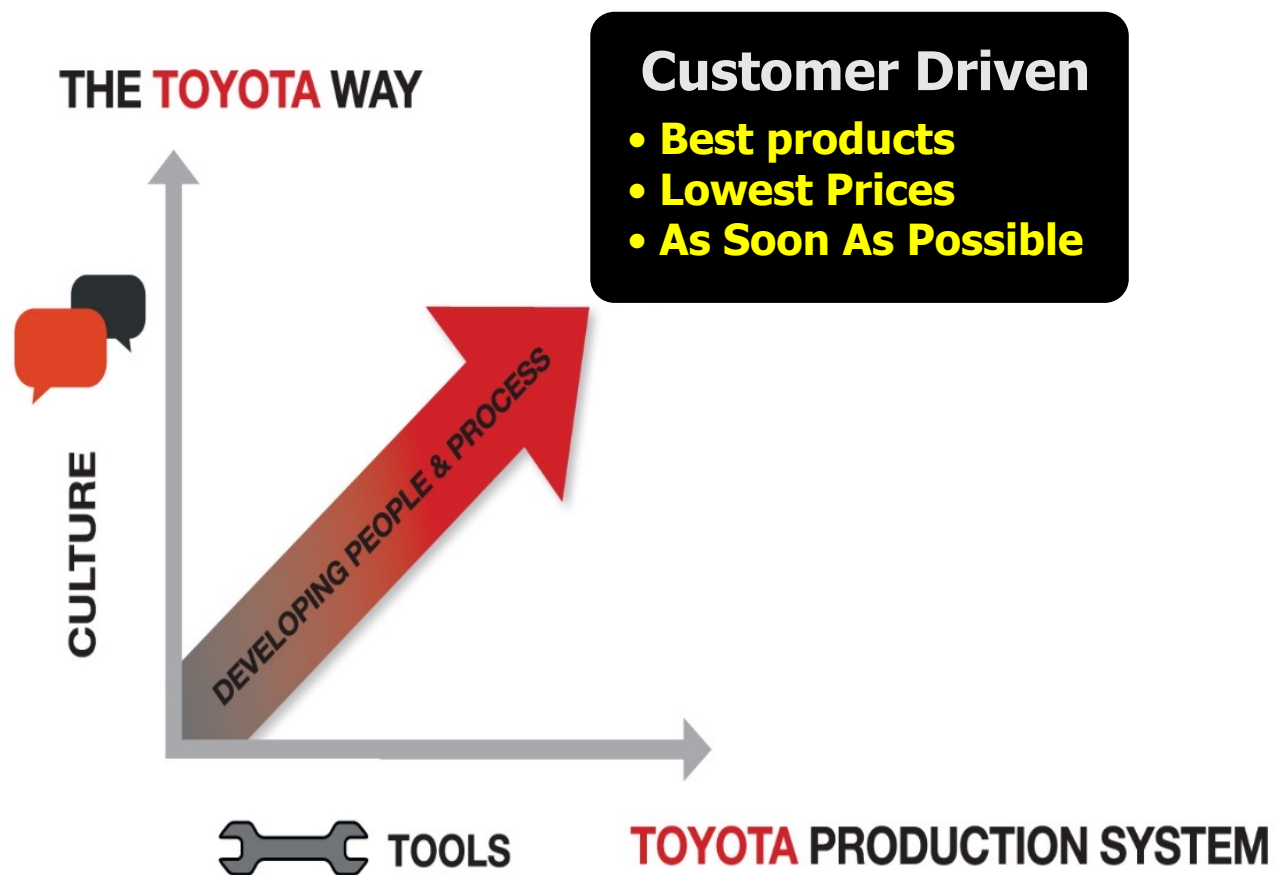 THE TOYOTA WAY
Customer Driven
• Best products
• Lowest Prices
• As Soon As Possible
CULTURE
DEVELOPING PEOPLE & PROCESS
TOOLS
TOYOTA PRODUCTION SYSTEM